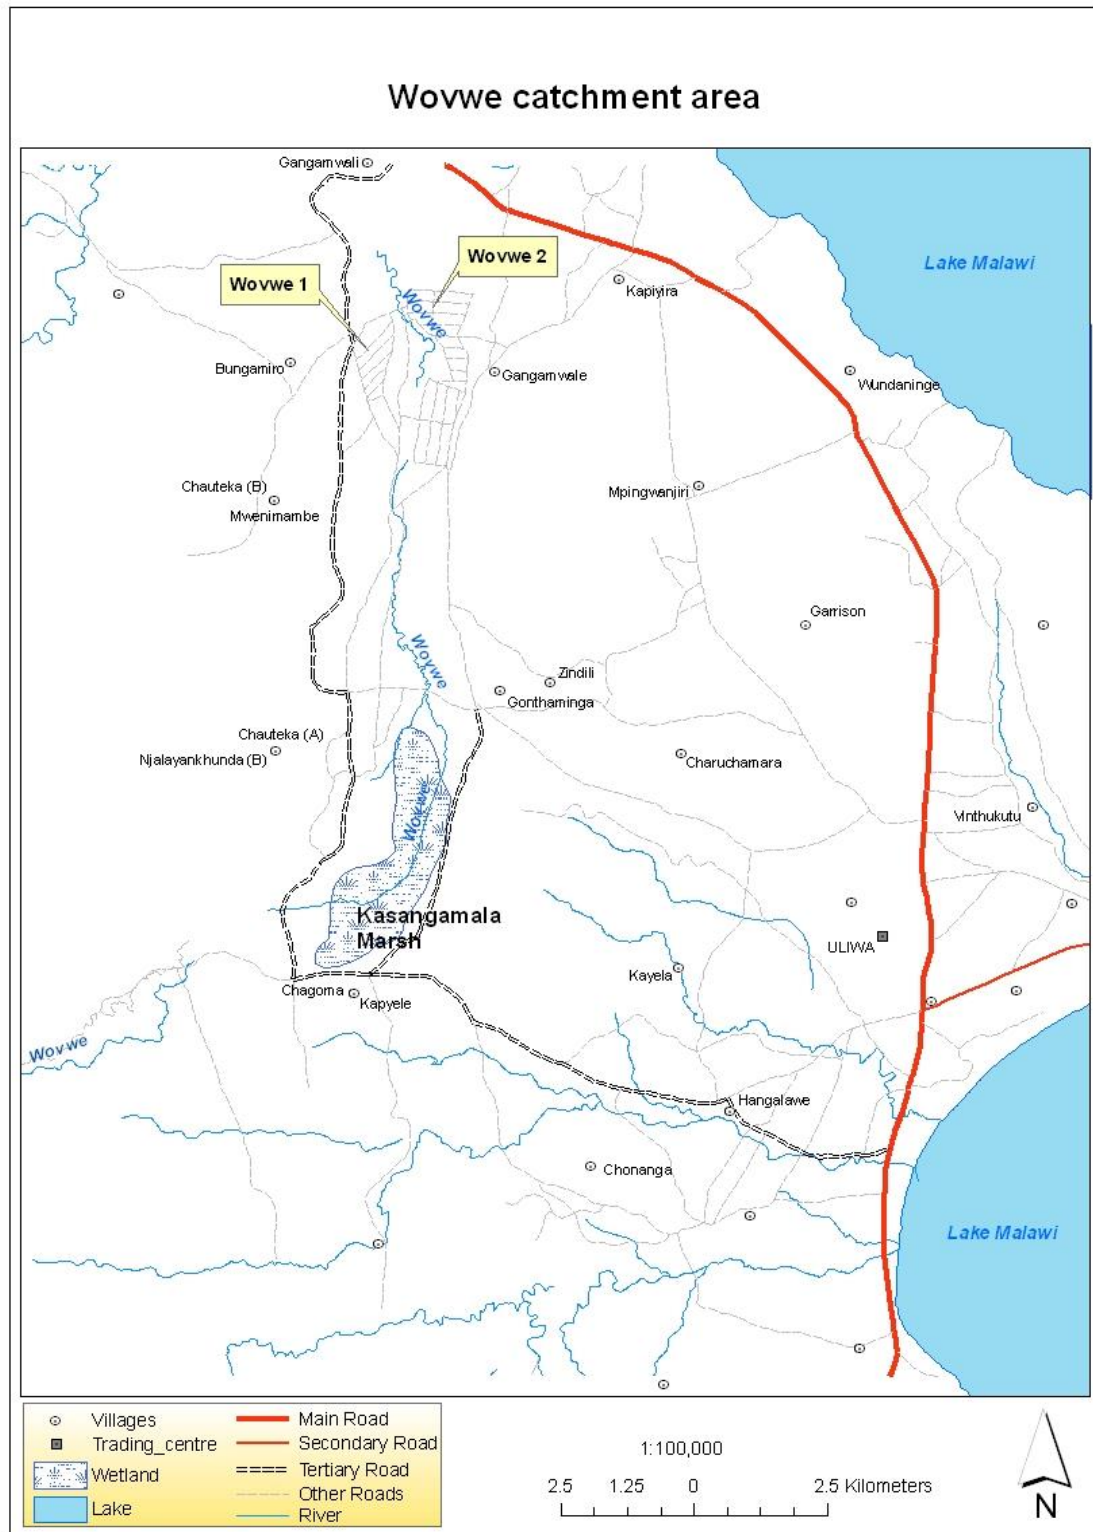 Wovwe catchment area
Gangamwali
Lake Malawi
Wovwe 2
Wovwe 1
Kapiyira
Wovwe
Bungamiro
Gangamwale
Wundaninge
Chauteka (B)
Mwenimambe
Mpingwanjiri
Garrison
Wovwe
Zindili
Gonthaminga
Chauteka (A)
Njalayankhunda (B)
Charuchamara
Wovwe
Vinthukutu
Kasangamala
Marsh
ULIWA
Kayela
Chagoma
Kapyele
Wovwe
Hangalawe
Chonanga
Lake Malawi
Villages
Trading_centre
Wetland
Lake
Main Road
Secondary Road
Tertiary Road
Other Roads
River
1:100,000
2.5 1.25 0 2.5 Kilometers
N